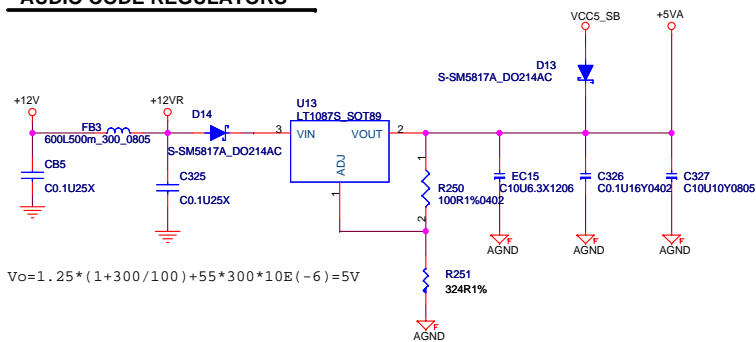 AUDIO CODE REGULATORS
VCC5_SB
+5VA
D13
S-SM5817A_DO214AC
+12V
+12VR
D14
U13
LT1087S_SOT89
FB3
600L500m_300_0805
S-SM5817A_DO214AC
3
VIN
VOUT
2
ADJ
1
1
2
CB5
C0.1U25X
C325
C0.1U25X
R250
100R1%0402
EC15
C10U6.3X1206
C326
C0.1U16Y0402
C327
C10U10Y0805
AGND
AGND
AGND
Vo=1.25*(1+300/100)+55*300*10E(-6)=5V
R251
324R1%
AGND